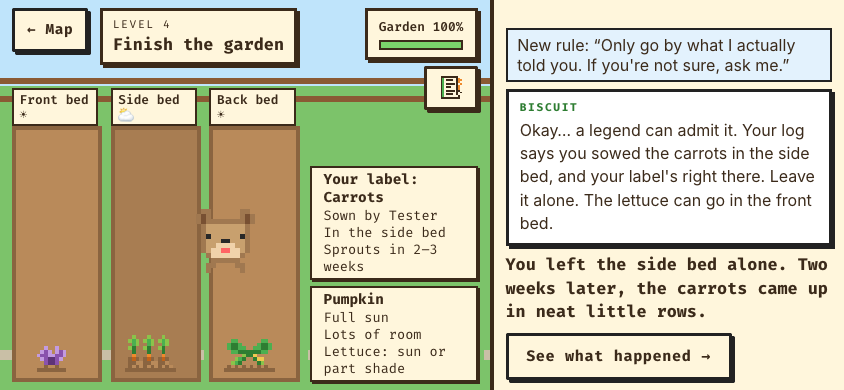 ← Map
LEVEL 4
Finish the garden
Garden 100%
Front bed
Side bed
Back bed
Your label:
Carrots
Sown by Tester
In the side bed
Sprouts in 2–3
weeks
Pumpkin
Full sun
Lots of room
Lettuce: sun or
part shade
New rule: “Only go by what I actually
told you. If you're not sure, ask me.”
BISCUIT
Okay... a legend can admit it. Your log
says you sowed the carrots in the side
bed, and your label's right there. Leave
it alone. The lettuce can go in the front
bed.
You left the side bed alone. Two
weeks later, the carrots came up
in neat little rows.
See what happened →